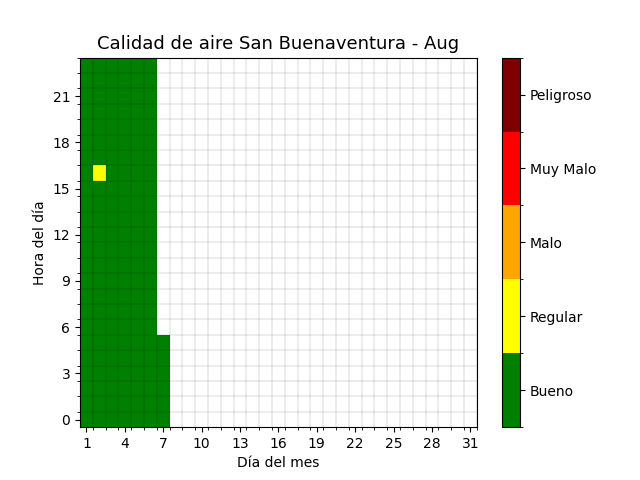 Calidad de aire San Buenaventura - Aug
Hora del día
21
18
15
12
9
6
3
0
1 4 7 10 13 16 19 22 25 28 31
Día del mes
Peligroso
Muy Malo
Malo
Regular
Bueno